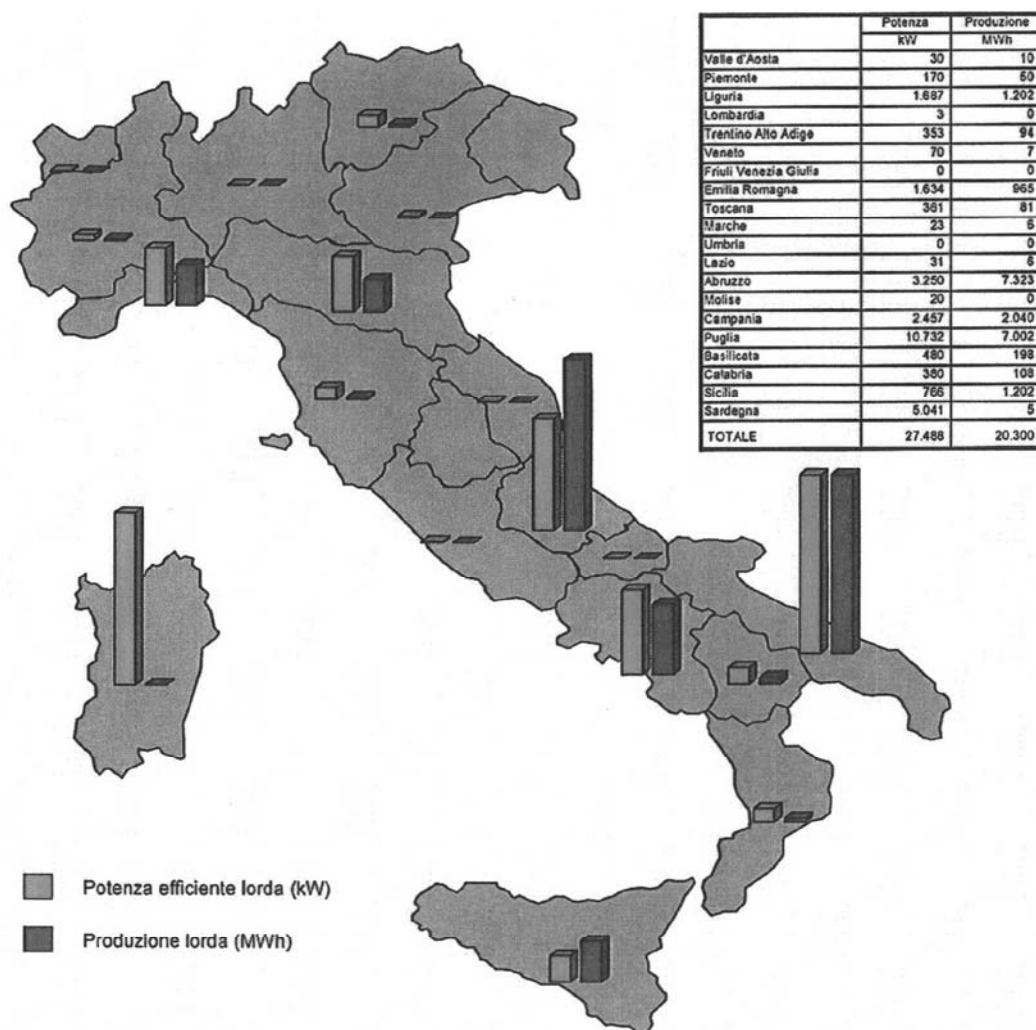 Potenza Produzione
kW MWh
Valle d'Aosta 30 10
Piemonte 170 50
Liguria 1.687 1.202
Lombardia 3 0
Trentino Alto Adige 353 94
Veneto 70 7
Friuli Venezia Giulia 0 0
Emilia Romagna 1.634 965
Toscana 361 81
Marche 23 5
Umbria 0 0
Lazio 31 6
Abruzzo 3.250 7.323
Molise 20 0
Campania 2.457 2.040
Puglia 10.732 7.002
Basilicata 480 198
Calabria 380 108
Sicilia 766 1.202
Sardegna 5.041 5
TOTALE 27.488 20.300
Potenza efficiente lorda (kW)
Produzione lorda (MWh)